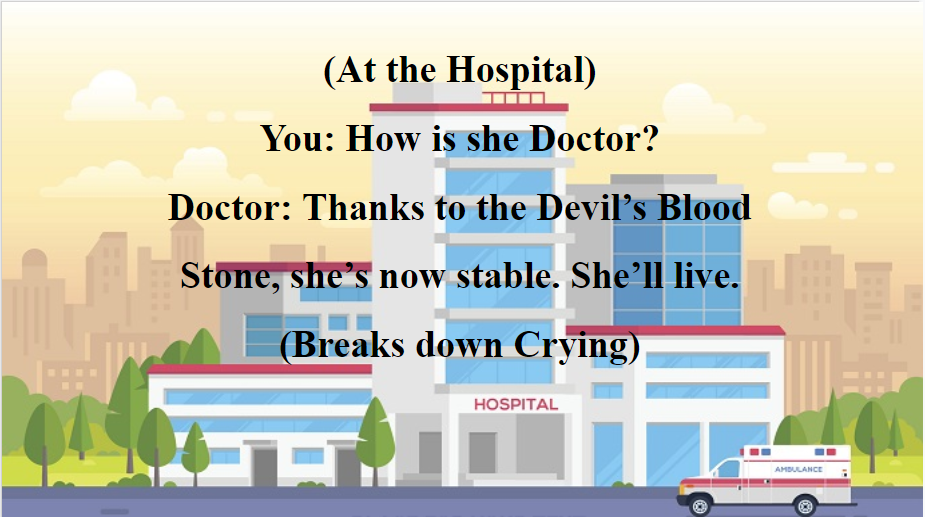 (At the Hospital)
You: How is she Doctor?
Doctor: Thanks to the Devil’s Blood
Stone, she’s now stable. She’ll live.
(Breaks down Crying)
HOSPITAL
AMBULANCE